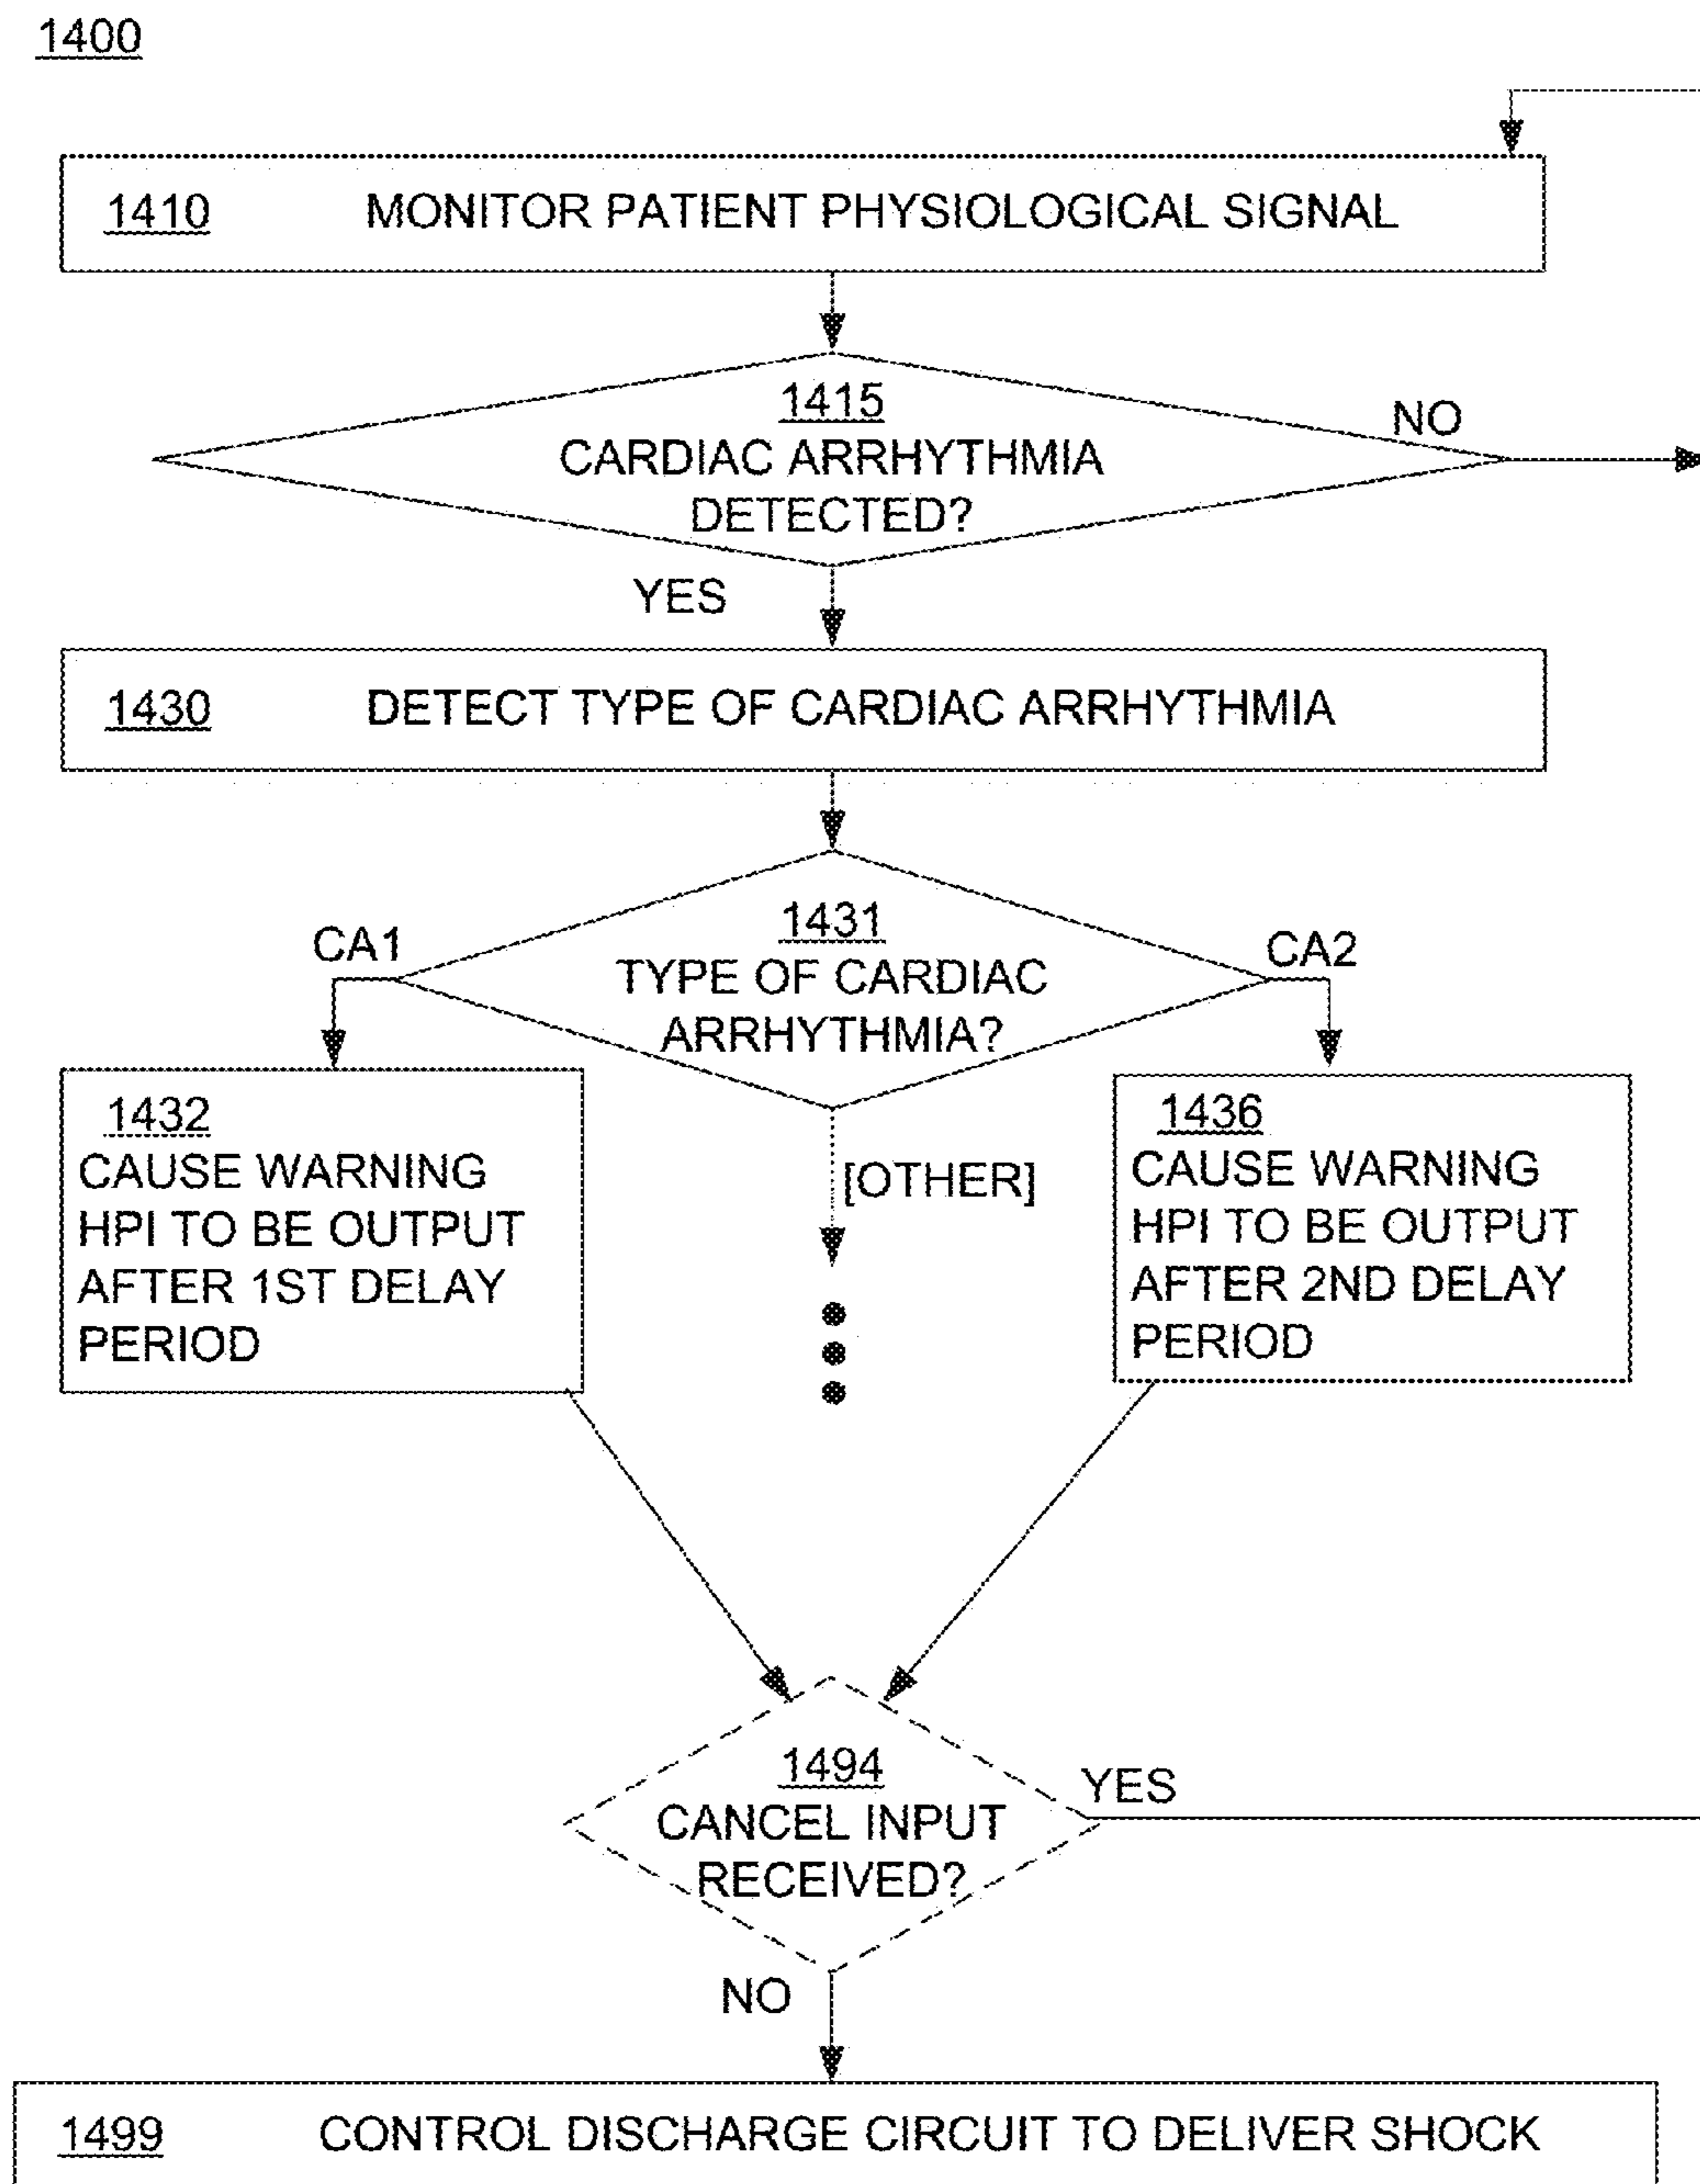 1400
1410 MONITOR PATIENT PHYSIOLOGICAL SIGNAL
1415
CARDIAC ARRHYTHMIA
DETECTED?
NO
YES
1430 DETECT TYPE OF CARDIAC ARRHYTHMIA
1431
TYPE OF CARDIAC
ARRHYTHMIA?
CA1
CA2
1432
CAUSE WARNING
HPI TO BE OUTPUT
AFTER 1ST DELAY
PERIOD
[OTHER]
1436
CAUSE WARNING
HPI TO BE OUTPUT
AFTER 2ND DELAY
PERIOD
1494
CANCEL INPUT
RECEIVED?
YES
NO
1499 CONTROL DISCHARGE CIRCUIT TO DELIVER SHOCK